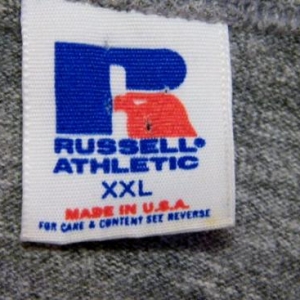 RUSSELL®
ATHLETIC
XXL
MADE IN U.S.A.
FOR CARE & CONTENT SEE REVERSE